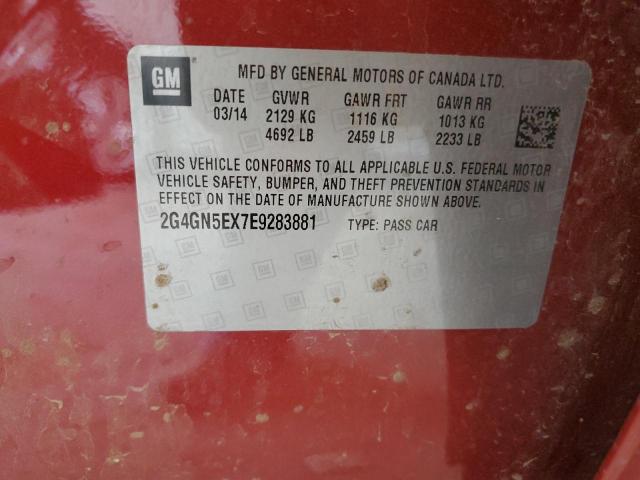 GM
MFD BY GENERAL MOTORS OF CANADA LTD.
DATE GVWR GAWR FRT GAWR RR
03/14 2129 KG 1116 KG 1013 KG
4692 LB 2459 LB 2233 LB
THIS VEHICLE CONFORMS TO ALL APPLICABLE U.S. FEDERAL MOTOR
VEHICLE SAFETY, BUMPER, AND THEFT PREVENTION STANDARDS IN
EFFECT ON THE DATE OF MANUFACTURE SHOWN ABOVE.
2G4GN5EX7E9283881 TYPE: PASS CAR